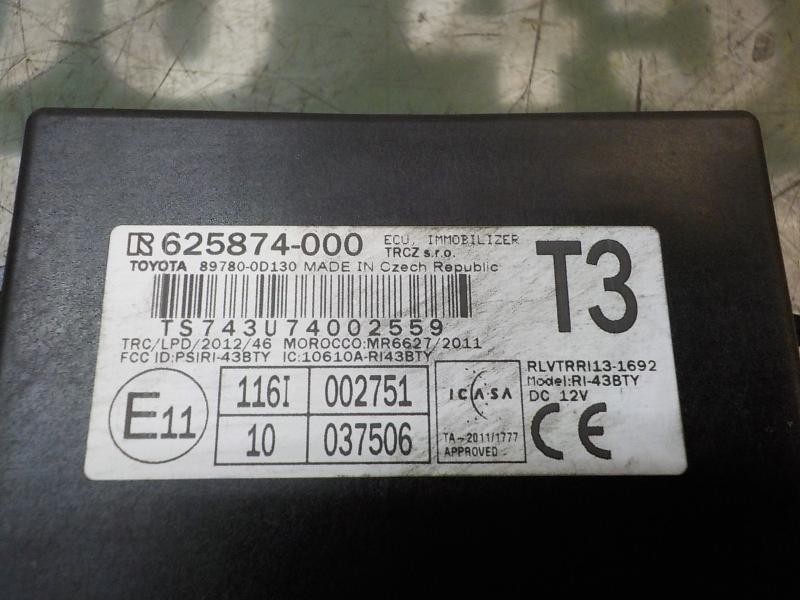 625874-000 ECU, IMMOBILIZER
TRCZ s.r.o.
T3
TOYOTA 89780-0D130 MADE IN Czech Republic
TS743U74002559
TRC/LPD/2012/46 MOROCCO:MR6627/2011
FCC ID:PSIRI-43BTY IC:10610A-RI43BTY
RLVTRRI13-1692
Model:RI-43BTY
DC 12V
E11
116I 002751
10 037506
ICASA
TA-2011/1777
APPROVED
CE